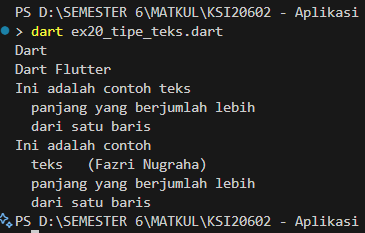 PS D:\SEMESTER 6\MATKUL\KSI20602 - Aplikasi
> dart ex20_tipe_teks.dart
Dart
Dart Flutter
Ini adalah contoh teks
  panjang yang berjumlah lebih
  dari satu baris
Ini adalah contoh
  teks   (Fazri Nugraha)
  panjang yang berjumlah lebih
  dari satu baris
PS D:\SEMESTER 6\MATKUL\KSI20602 - Aplikasi